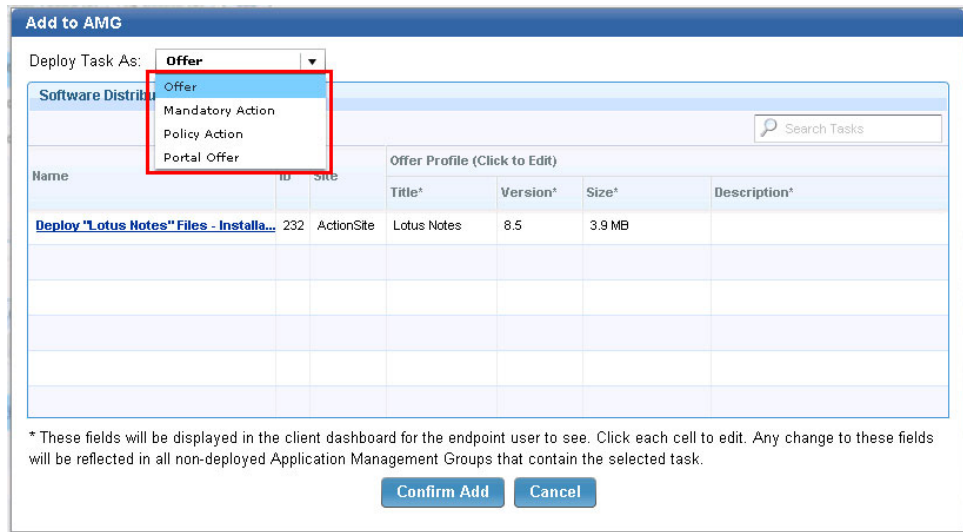 Add to AMG
Deploy Task As: Offer
Offer
Mandatory Action
Policy Action
Portal Offer
Software Distribu
Search Tasks
Name ID Site Offer Profile (Click to Edit)
Title* Version* Size* Description*
Deploy "Lotus Notes" Files - Installa... 232 ActionSite Lotus Notes 8.5 3.9 MB
* These fields will be displayed in the client dashboard for the endpoint user to see. Click each cell to edit. Any change to these fields
will be reflected in all non-deployed Application Management Groups that contain the selected task.
Confirm Add Cancel